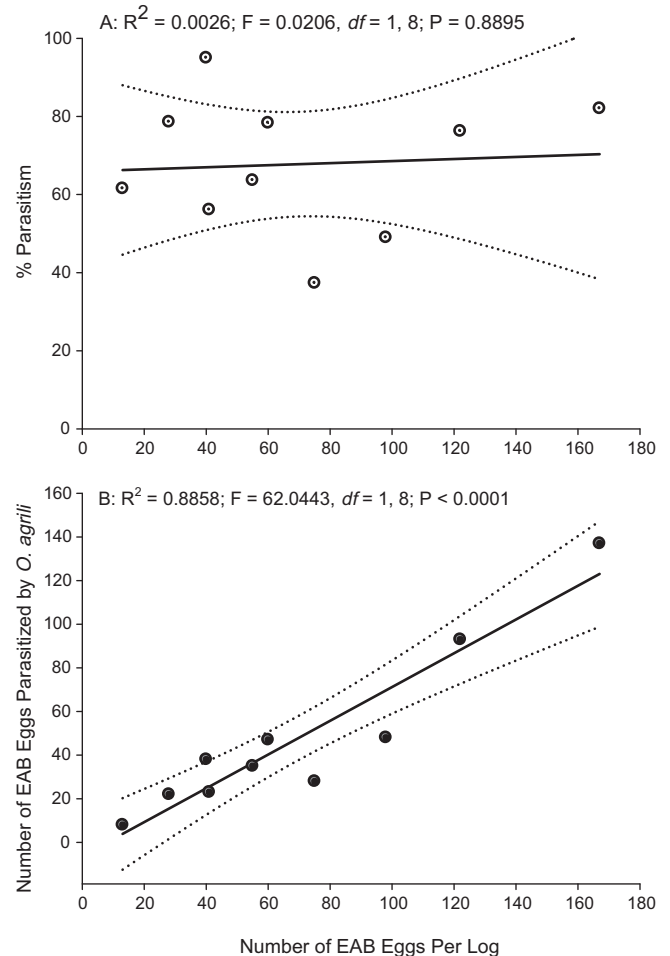 A: R² = 0.0026; F = 0.0206, df = 1, 8; P = 0.8895
100
80
60
40
20
0
% Parasitism
0 20 40 60 80 100 120 140 160 180
B: R² = 0.8858; F = 62.0443, df = 1, 8; P < 0.0001
160
140
120
100
80
60
40
20
0
Number of EAB Eggs Parasitized by O. agrili
0 20 40 60 80 100 120 140 160 180
Number of EAB Eggs Per Log